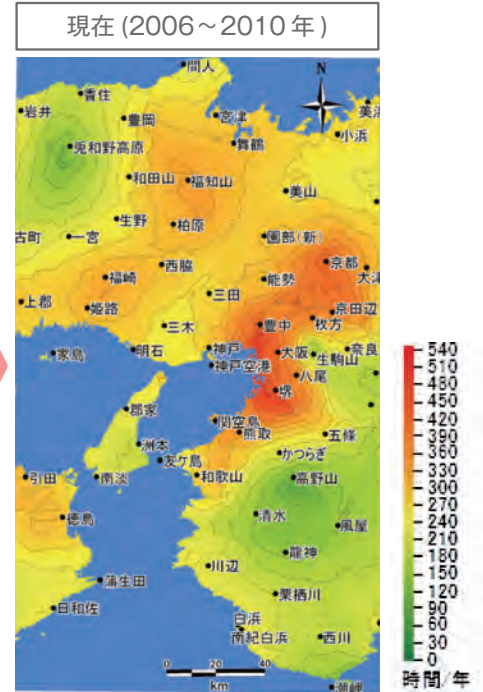 現在 (2006～2010 年 )
間人
N
香住
岩井
豊岡
宮津
美浜
小浜
舞鶴
兎和野高原
和田山
福知山
美山
生野
柏原
古町
一宮
園部(新)
京都
大津
西脇
能勢
福崎
三田
京田辺
上郡
姫路
豊中
枚方
三木
明石
神戸
大阪
奈良
家島
神戸空港
生駒山
八尾
堺
郡家
関空島
熊取
五條
洲本
かつらぎ
友ケ島
引田
南淡
和歌山
高野山
徳島
清水
風屋
龍神
川辺
蒲生田
栗栖川
日和佐
白浜
南紀白浜
西川
潮岬
0 20 40
km
540
510
480
450
420
390
360
330
300
270
240
210
180
150
120
90
60
30
0
時間/年